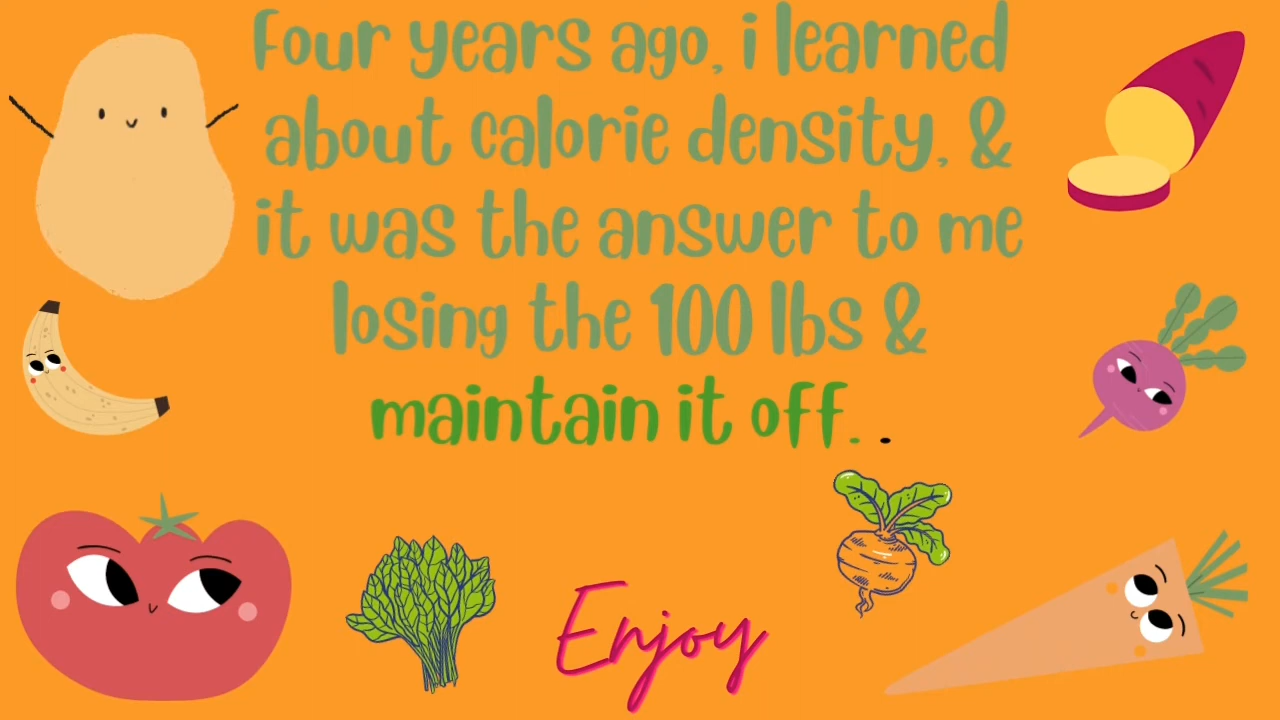 Four years ago, i learned
about calorie density, &
it was the answer to me
losing the 100 lbs &
maintain it off. .
Enjoy